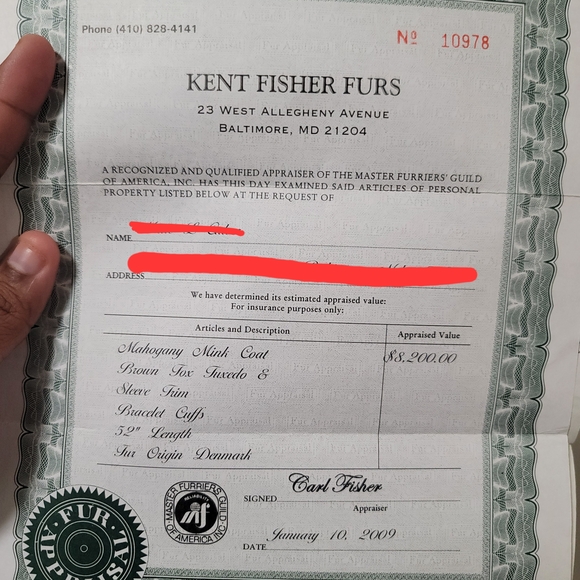 Phone (410) 828-4141
Nº 10978
KENT FISHER FURS
23 WEST ALLEGHENY AVENUE
BALTIMORE, MD 21204
A RECOGNIZED AND QUALIFIED APPRAISER OF THE MASTER FURRIERS' GUILD
OF AMERICA, INC. HAS THIS DAY EXAMINED SAID ARTICLES OF PERSONAL
PROPERTY LISTED BELOW AT THE REQUEST OF
NAME
ADDRESS
We have determined its estimated appraised value:
For insurance purposes only:
Articles and Description Appraised Value
Mahogany Mink Coat $8,200.00
Brown Fox Tuxedo &
Sleeve Trim
Bracelet Cuffs
52" Length
Fur Origin Denmark
SIGNED Carl Fisher
Appraiser
DATE January 10, 2009
MASTER FURRIERS GUILD OF AMERICA INC
RELIABILITY
mf
FUR